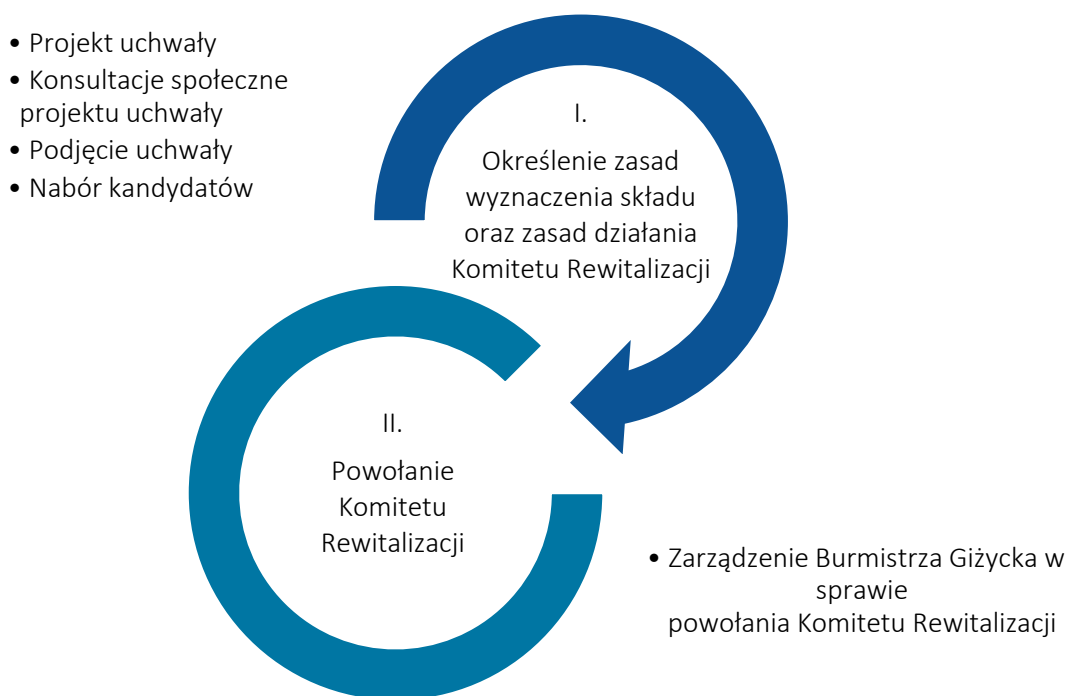 • Projekt uchwały
• Konsultacje społeczne
projektu uchwały
• Podjęcie uchwały
• Nabór kandydatów
I.
Określenie zasad
wyznaczenia składu
oraz zasad działania
Komitetu Rewitalizacji
II.
Powołanie
Komitetu
Rewitalizacji
• Zarządzenie Burmistrza Giżycka w
sprawie
powołania Komitetu Rewitalizacji